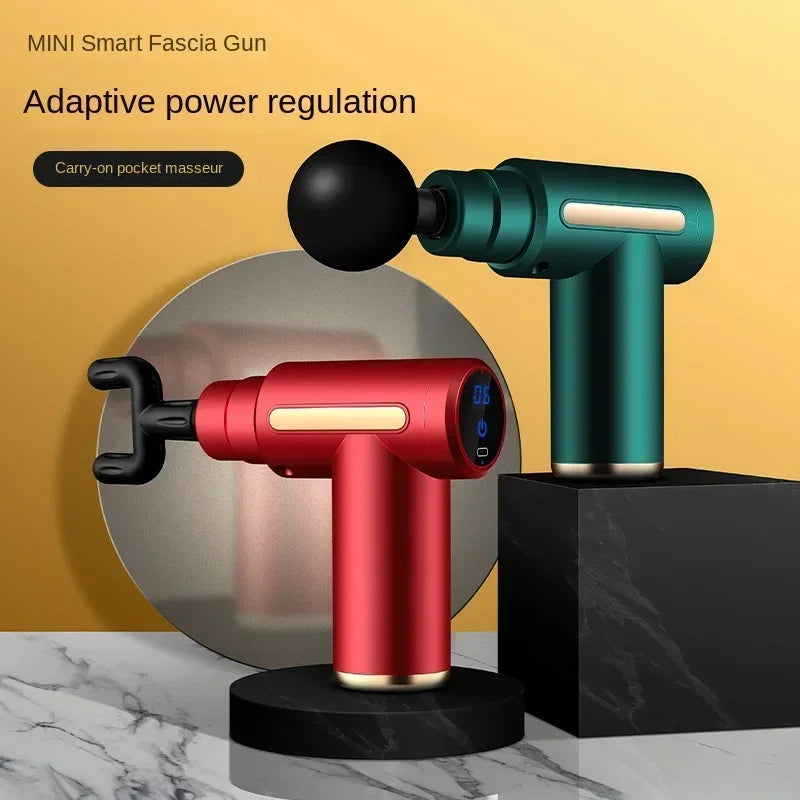 MINI Smart Fascia Gun
Adaptive power regulation
Carry-on pocket masseur
06